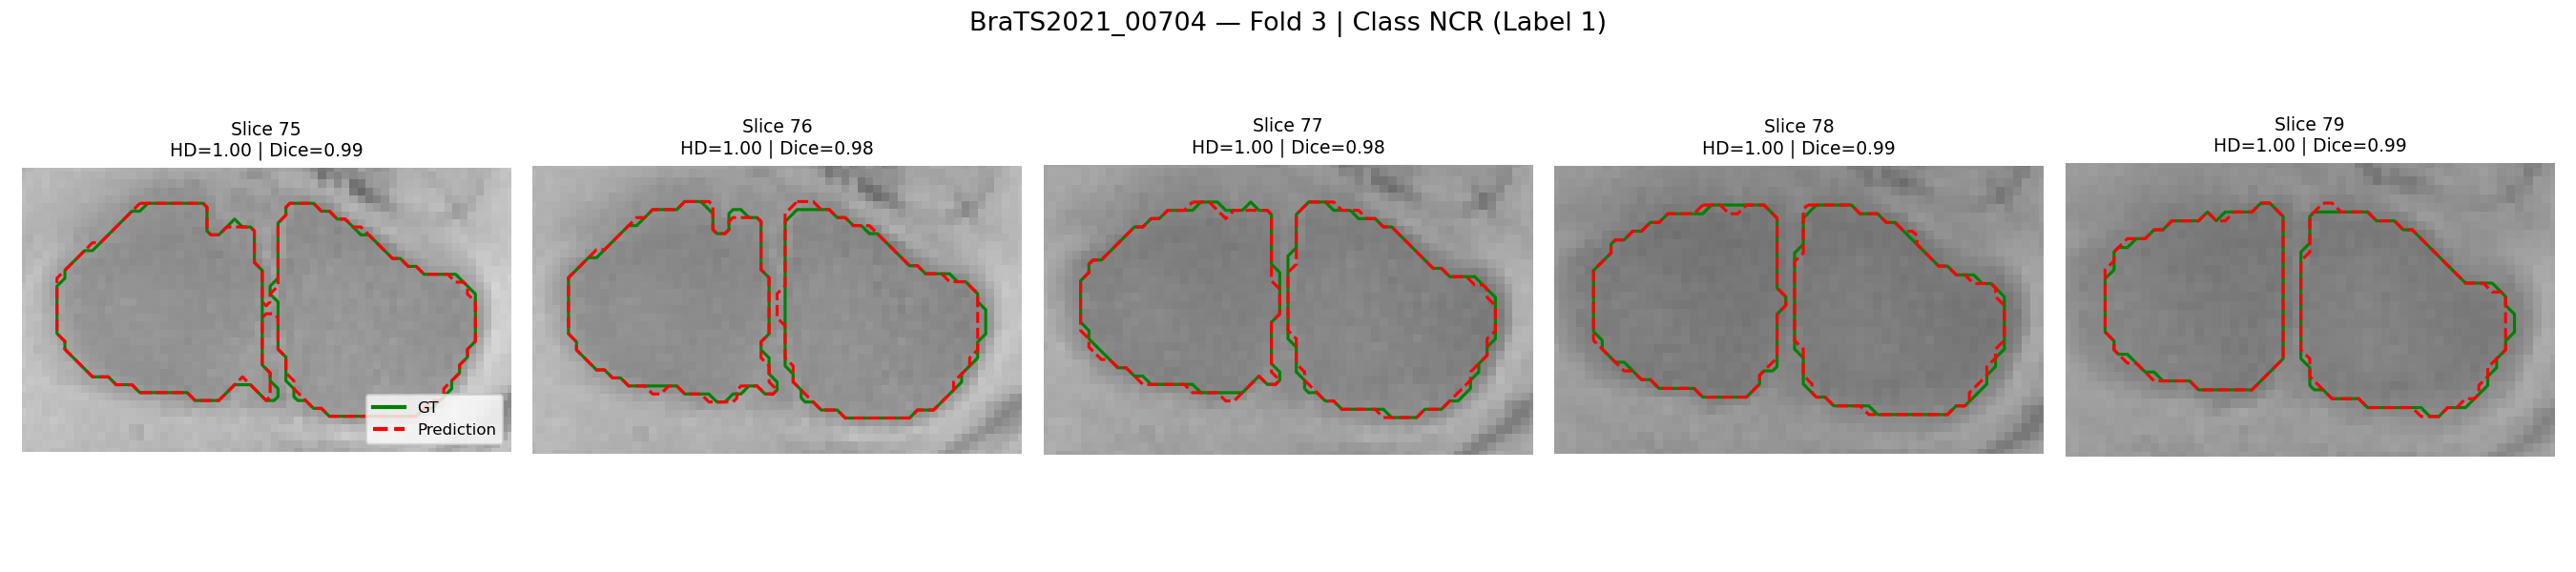 BraTS2021_00704 — Fold 3 | Class NCR (Label 1)
Slice 75
HD=1.00 | Dice=0.99
Slice 76
HD=1.00 | Dice=0.98
Slice 77
HD=1.00 | Dice=0.98
Slice 78
HD=1.00 | Dice=0.99
Slice 79
HD=1.00 | Dice=0.99
GT
Prediction